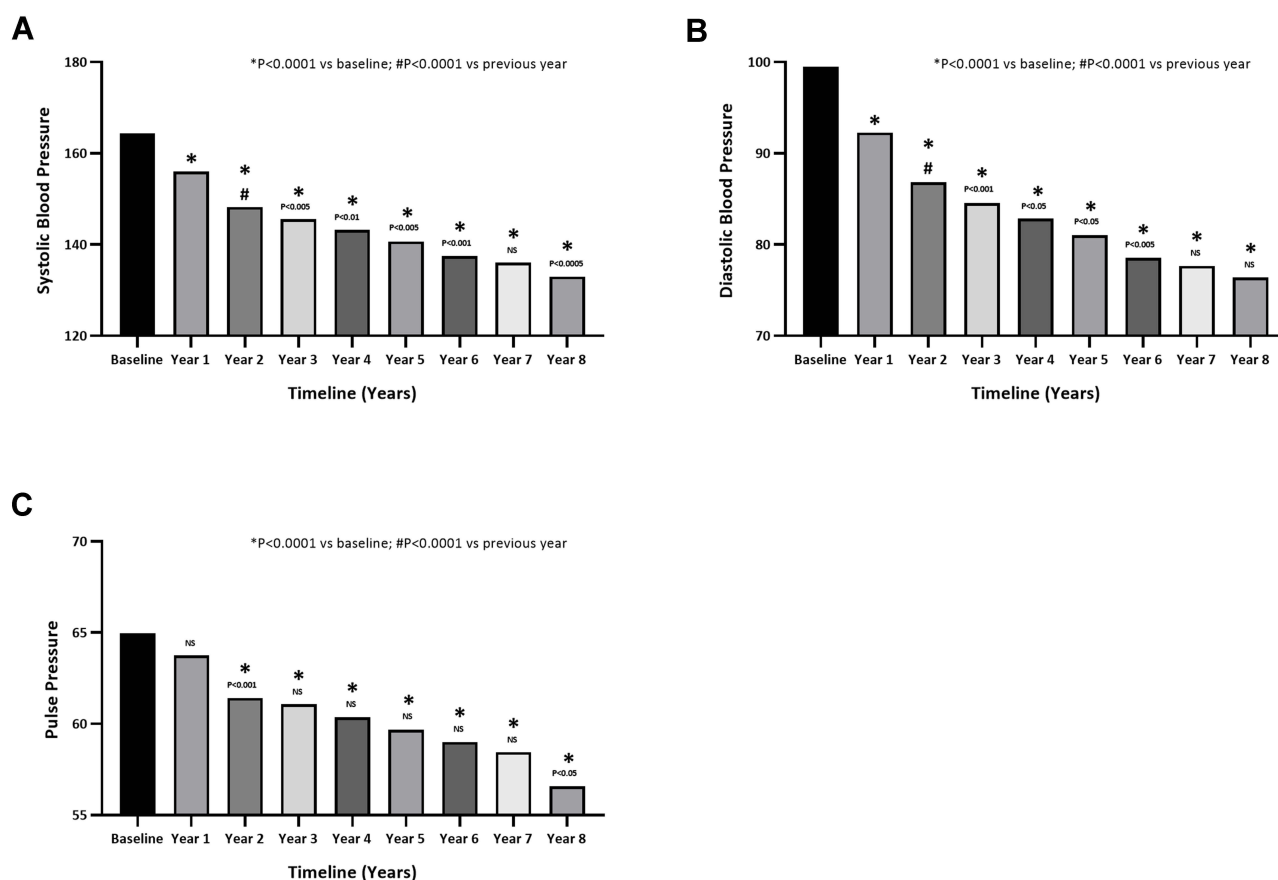 A
*P<0.0001 vs baseline; #P<0.0001 vs previous year
Systolic Blood Pressure
180
160
140
120
*
*
#
*
P<0.005
*
P<0.01
*
P<0.005
*
P<0.001
*
NS
*
P<0.0005
Baseline Year 1 Year 2 Year 3 Year 4 Year 5 Year 6 Year 7 Year 8
Timeline (Years)
B
*P<0.0001 vs baseline; #P<0.0001 vs previous year
Diastolic Blood Pressure
100
90
80
70
*
*
#
*
P<0.001
*
P<0.05
*
P<0.05
*
P<0.005
*
NS
*
NS
Baseline Year 1 Year 2 Year 3 Year 4 Year 5 Year 6 Year 7 Year 8
Timeline (Years)
C
*P<0.0001 vs baseline; #P<0.0001 vs previous year
Pulse Pressure
70
65
60
55
NS
*
P<0.001
*
NS
*
NS
*
NS
*
NS
*
NS
*
P<0.05
Baseline Year 1 Year 2 Year 3 Year 4 Year 5 Year 6 Year 7 Year 8
Timeline (Years)